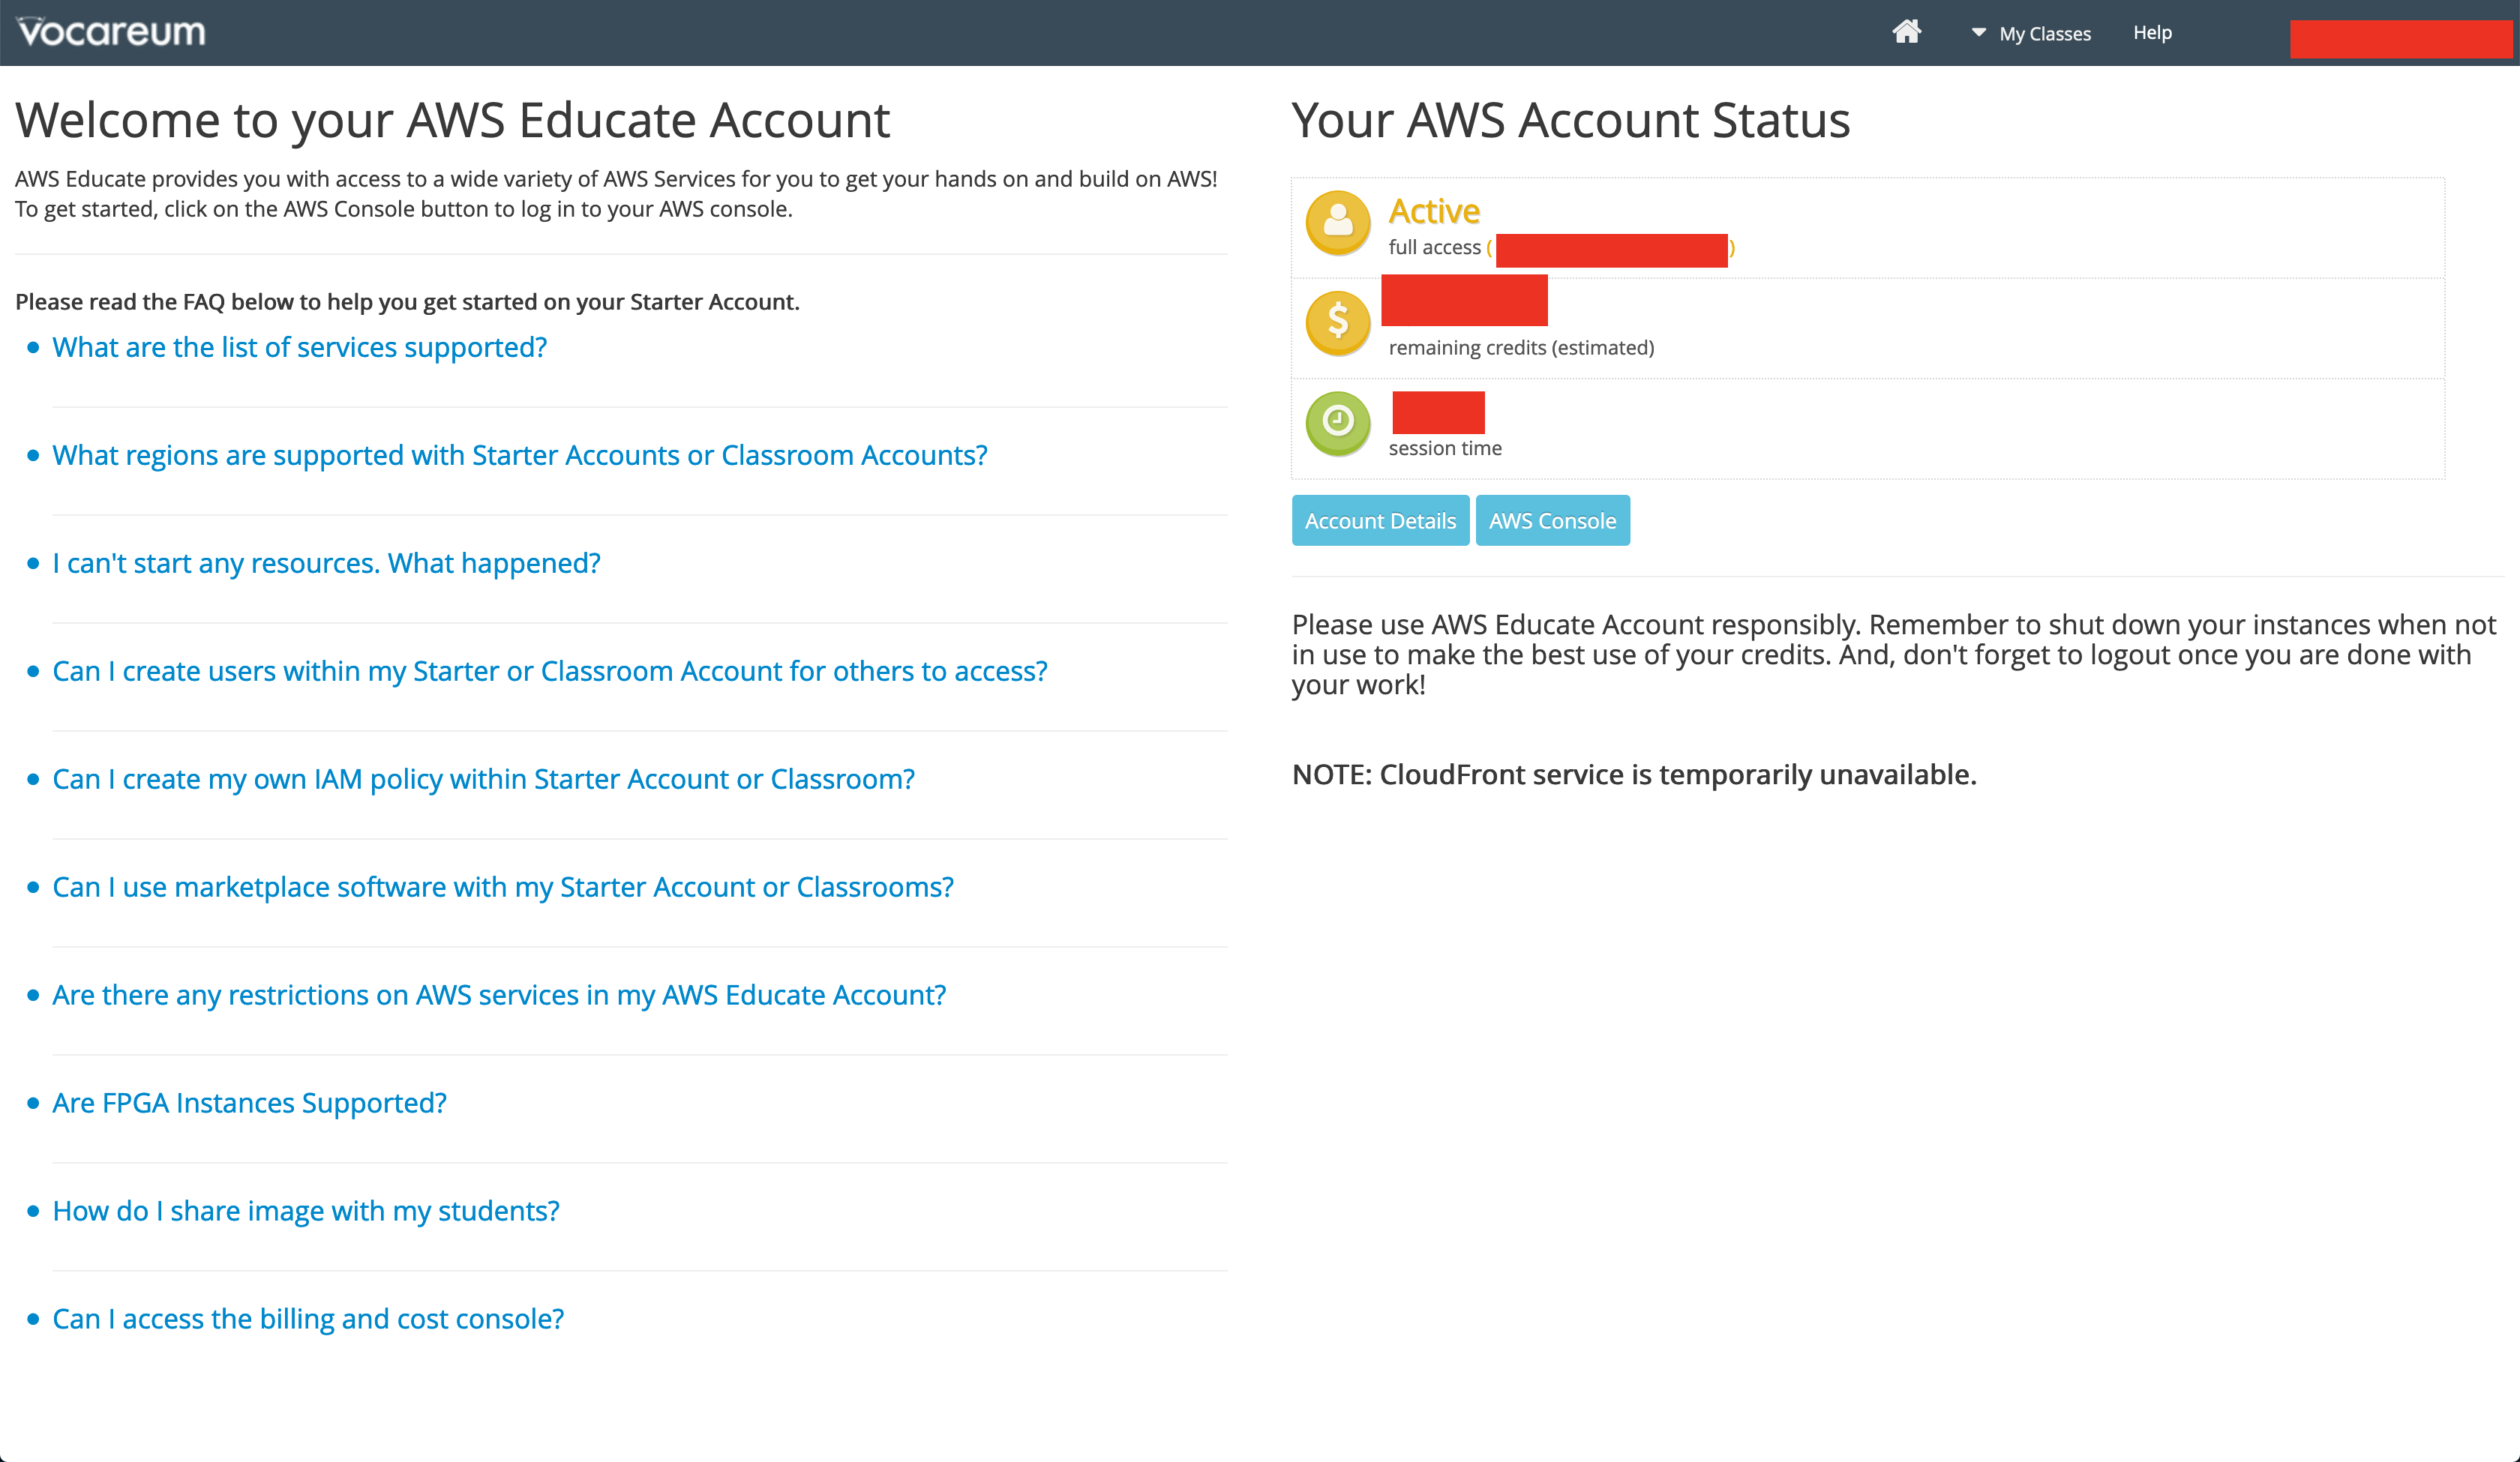 Vocareum
My Classes
Help
Welcome to your AWS Educate Account
AWS Educate provides you with access to a wide variety of AWS Services for you to get your hands on and build on AWS!
To get started, click on the AWS Console button to log in to your AWS console.
Please read the FAQ below to help you get started on your Starter Account.
What are the list of services supported?
What regions are supported with Starter Accounts or Classroom Accounts?
I can't start any resources. What happened?
Can I create users within my Starter or Classroom Account for others to access?
Can I create my own IAM policy within Starter Account or Classroom?
Can I use marketplace software with my Starter Account or Classrooms?
Are there any restrictions on AWS services in my AWS Educate Account?
Are FPGA Instances Supported?
How do I share image with my students?
Can I access the billing and cost console?
Your AWS Account Status
Active
full access ( )
$
remaining credits (estimated)
session time
Account Details
AWS Console
Please use AWS Educate Account responsibly. Remember to shut down your instances when not
in use to make the best use of your credits. And, don't forget to logout once you are done with
your work!
NOTE: CloudFront service is temporarily unavailable.